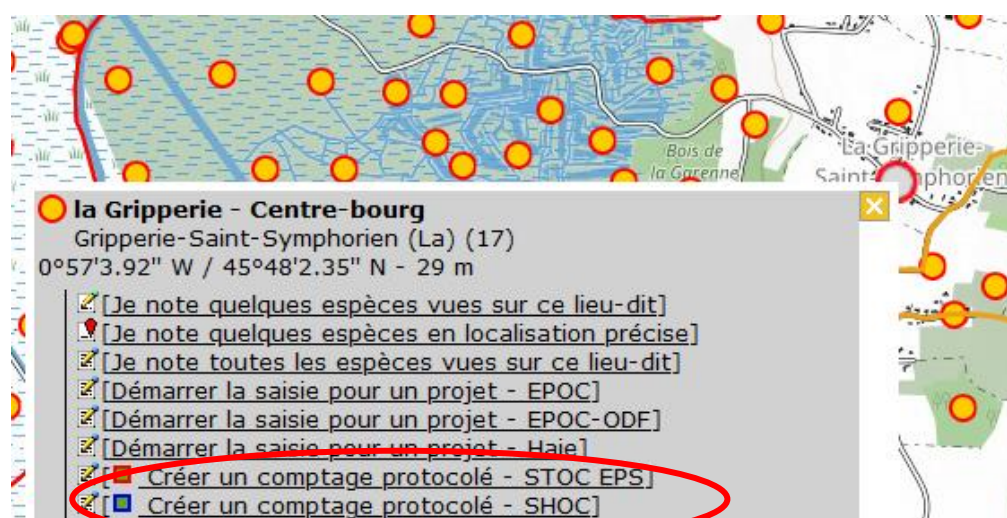 Bois de
la Garenne
La Gripperie-
Saint-Symphorien
la Gripperie - Centre-bourg
Gripperie-Saint-Symphorien (La) (17)
0°57'3.92" W / 45°48'2.35" N - 29 m
[Je note quelques espèces vues sur ce lieu-dit]
[Je note quelques espèces en localisation précise]
[Je note toutes les espèces vues sur ce lieu-dit]
[Démarrer la saisie pour un projet - EPOC]
[Démarrer la saisie pour un projet - EPOC-ODF]
[Démarrer la saisie pour un projet - Haie]
[Créer un comptage protocolé - STOC EPS]
[Créer un comptage protocolé - SHOC]